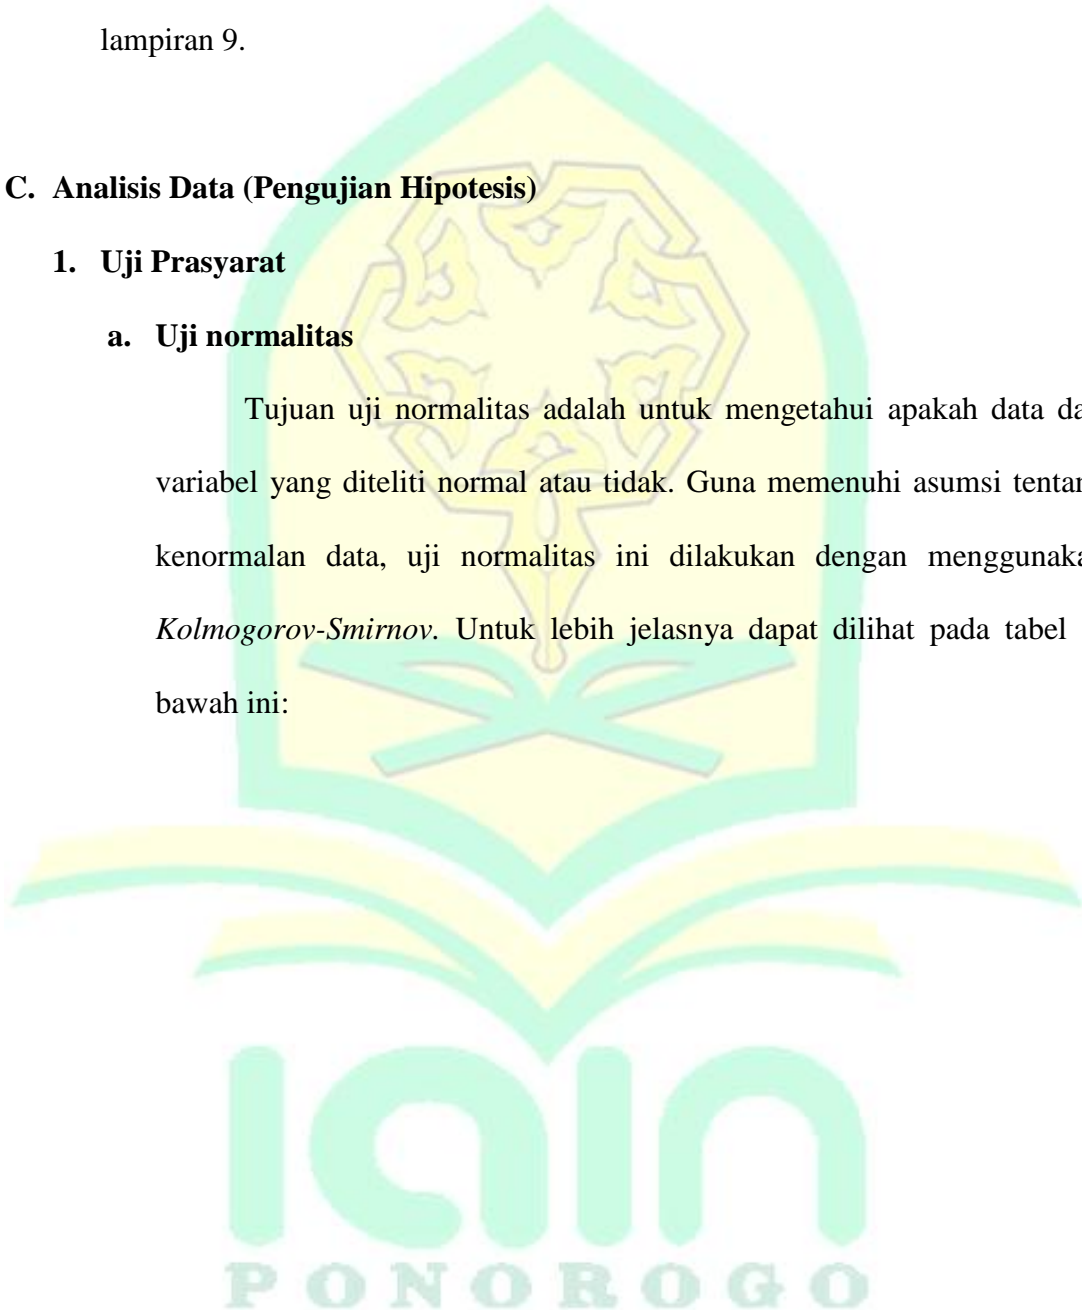 lampiran 9.
C. Analisis Data (Pengujian Hipotesis)
1. Uji Prasyarat
a. Uji normalitas
Tujuan uji normalitas adalah untuk mengetahui apakah data da
variabel yang diteliti normal atau tidak. Guna memenuhi asumsi tentan
kenormalan data, uji normalitas ini dilakukan dengan menggunaka
Kolmogorov-Smirnov. Untuk lebih jelasnya dapat dilihat pada tabel
bawah ini:
iain
PONOROGO